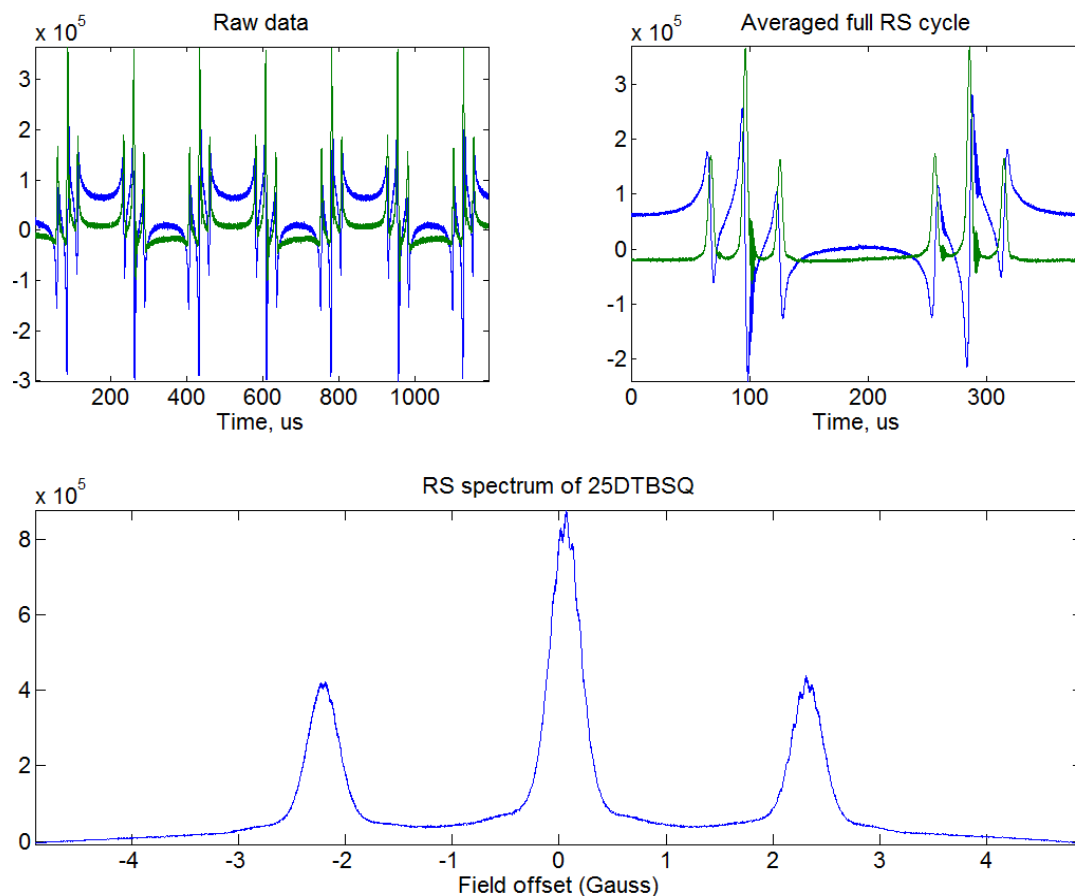 Raw data
x 10^5
3
2
1
0
-1
-2
-3
200 400 600 800 1000
Time, us
Averaged full RS cycle
x 10^5
3
2
1
0
-1
-2
0 100 200 300
Time, us
RS spectrum of 25DTBSQ
x 10^5
8
6
4
2
0
-4 -3 -2 -1 0 1 2 3 4
Field offset (Gauss)